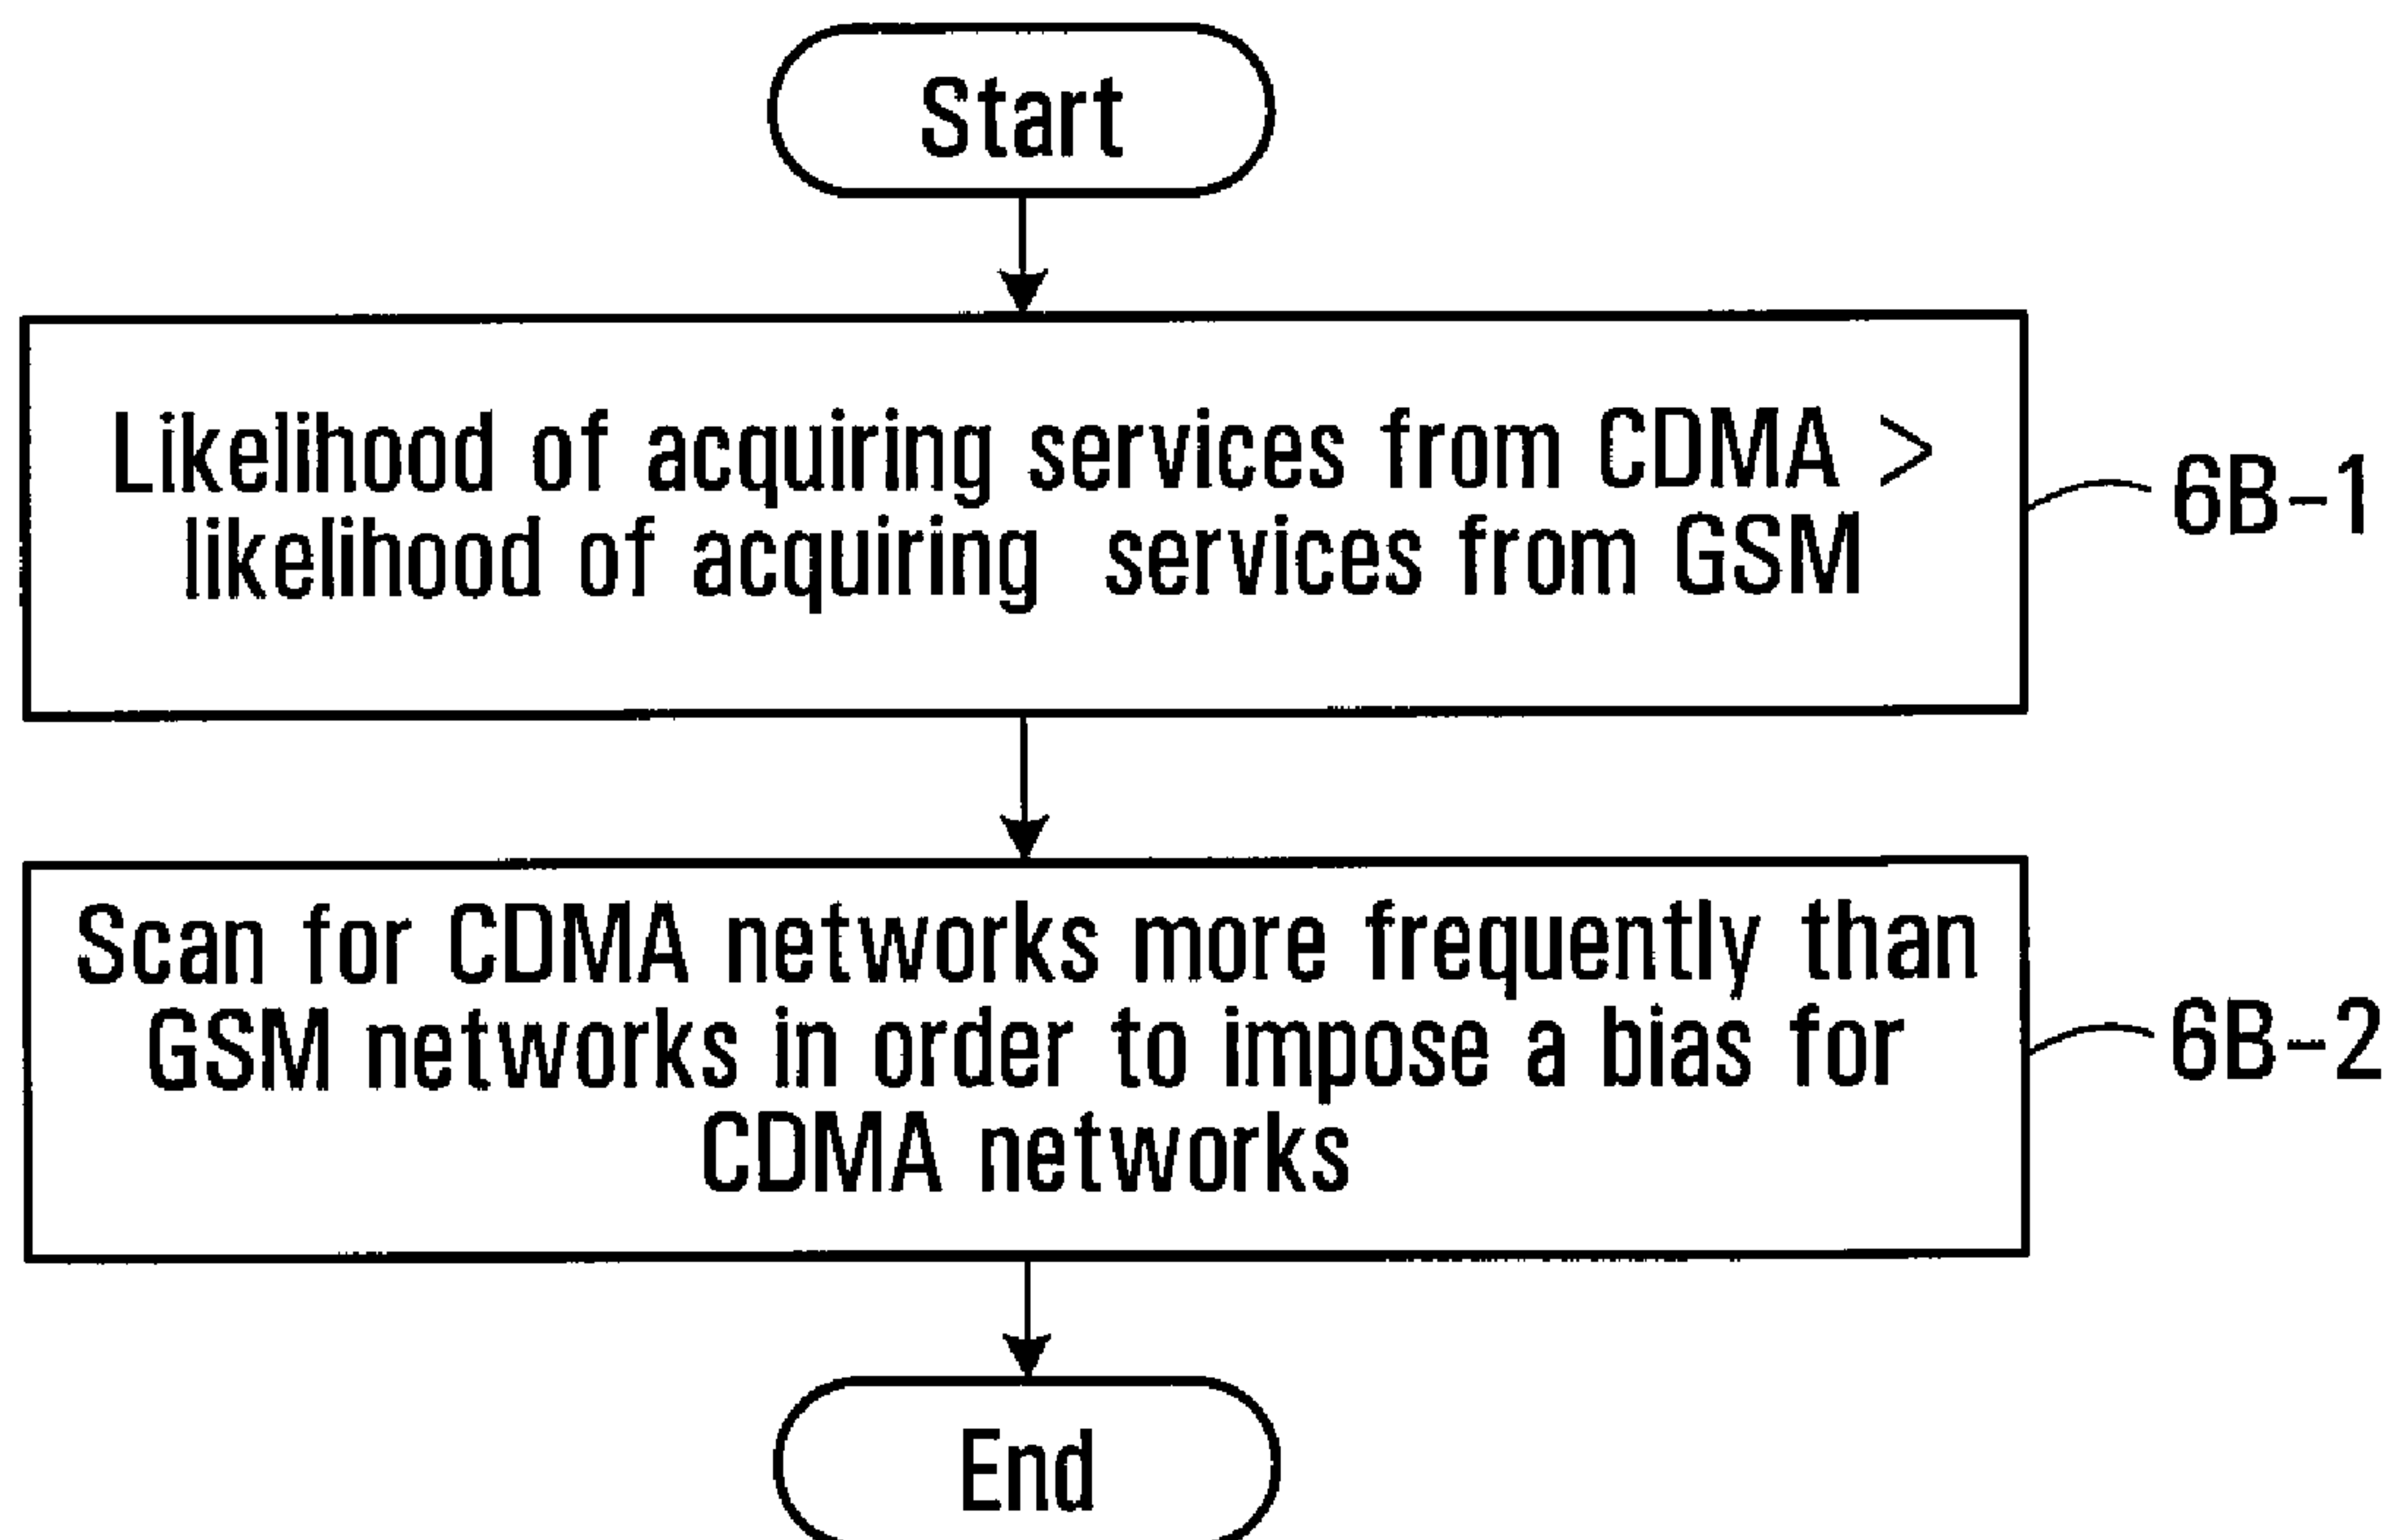 Start
Likelihood of acquiring services from CDMA >
likelihood of acquiring services from GSM
6B-1
Scan for CDMA networks more frequently than
GSM networks in order to impose a bias for
CDMA networks
6B-2
End